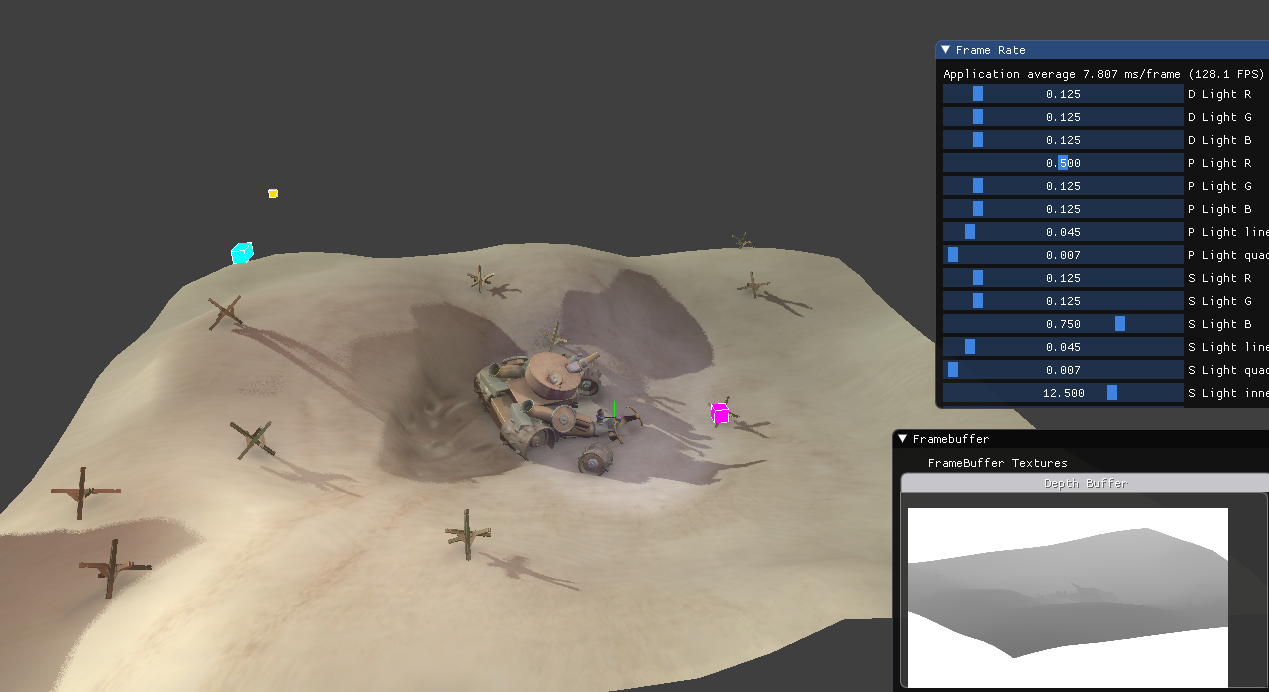 Frame Rate
Application average 7.807 ms/frame (128.1 FPS)
0.125 D Light R
0.125 D Light G
0.125 D Light B
0.500 P Light R
0.125 P Light G
0.125 P Light B
0.045 P Light line
0.007 P Light quad
0.125 S Light R
0.125 S Light G
0.750 S Light B
0.045 S Light line
0.007 S Light quad
12.500 S Light inne
Framebuffer
FrameBuffer Textures
Depth Buffer